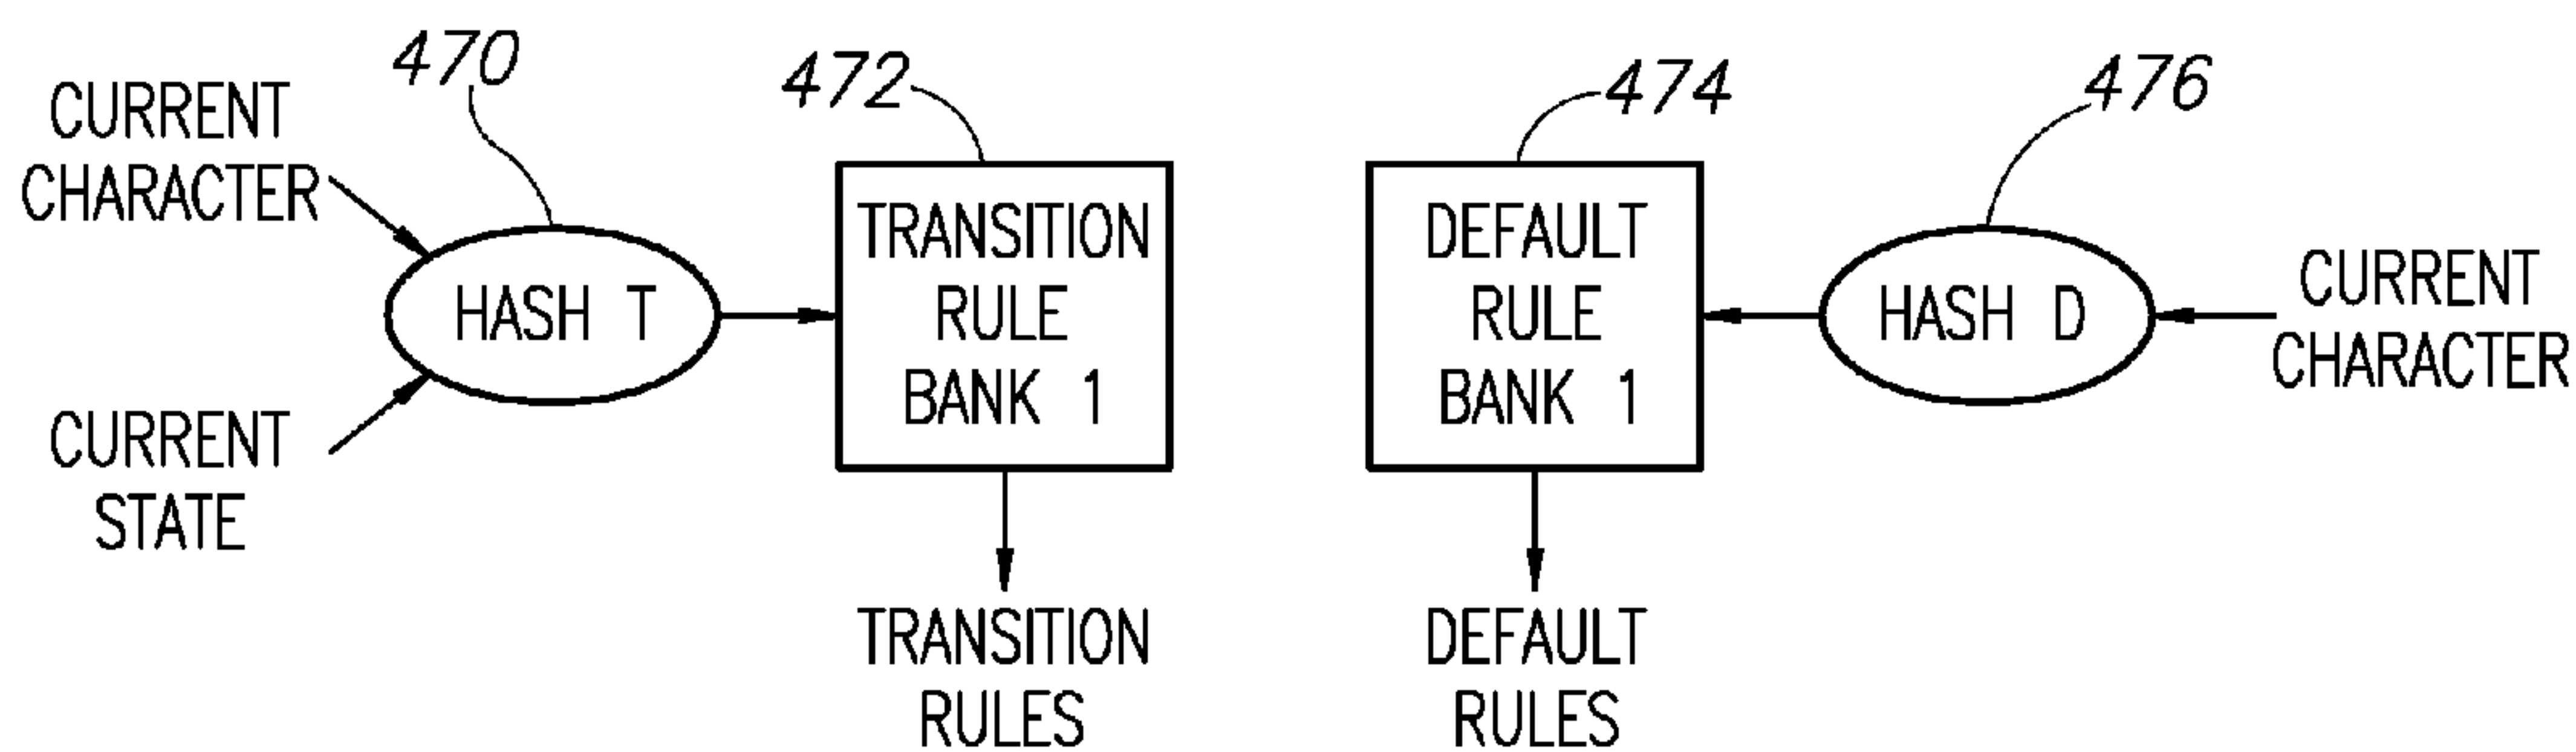 470
472
474
476
CURRENT
CHARACTER
CURRENT
STATE
HASH T
TRANSITION
RULE
BANK 1
TRANSITION
RULES
DEFAULT
RULE
BANK 1
DEFAULT
RULES
HASH D
CURRENT
CHARACTER